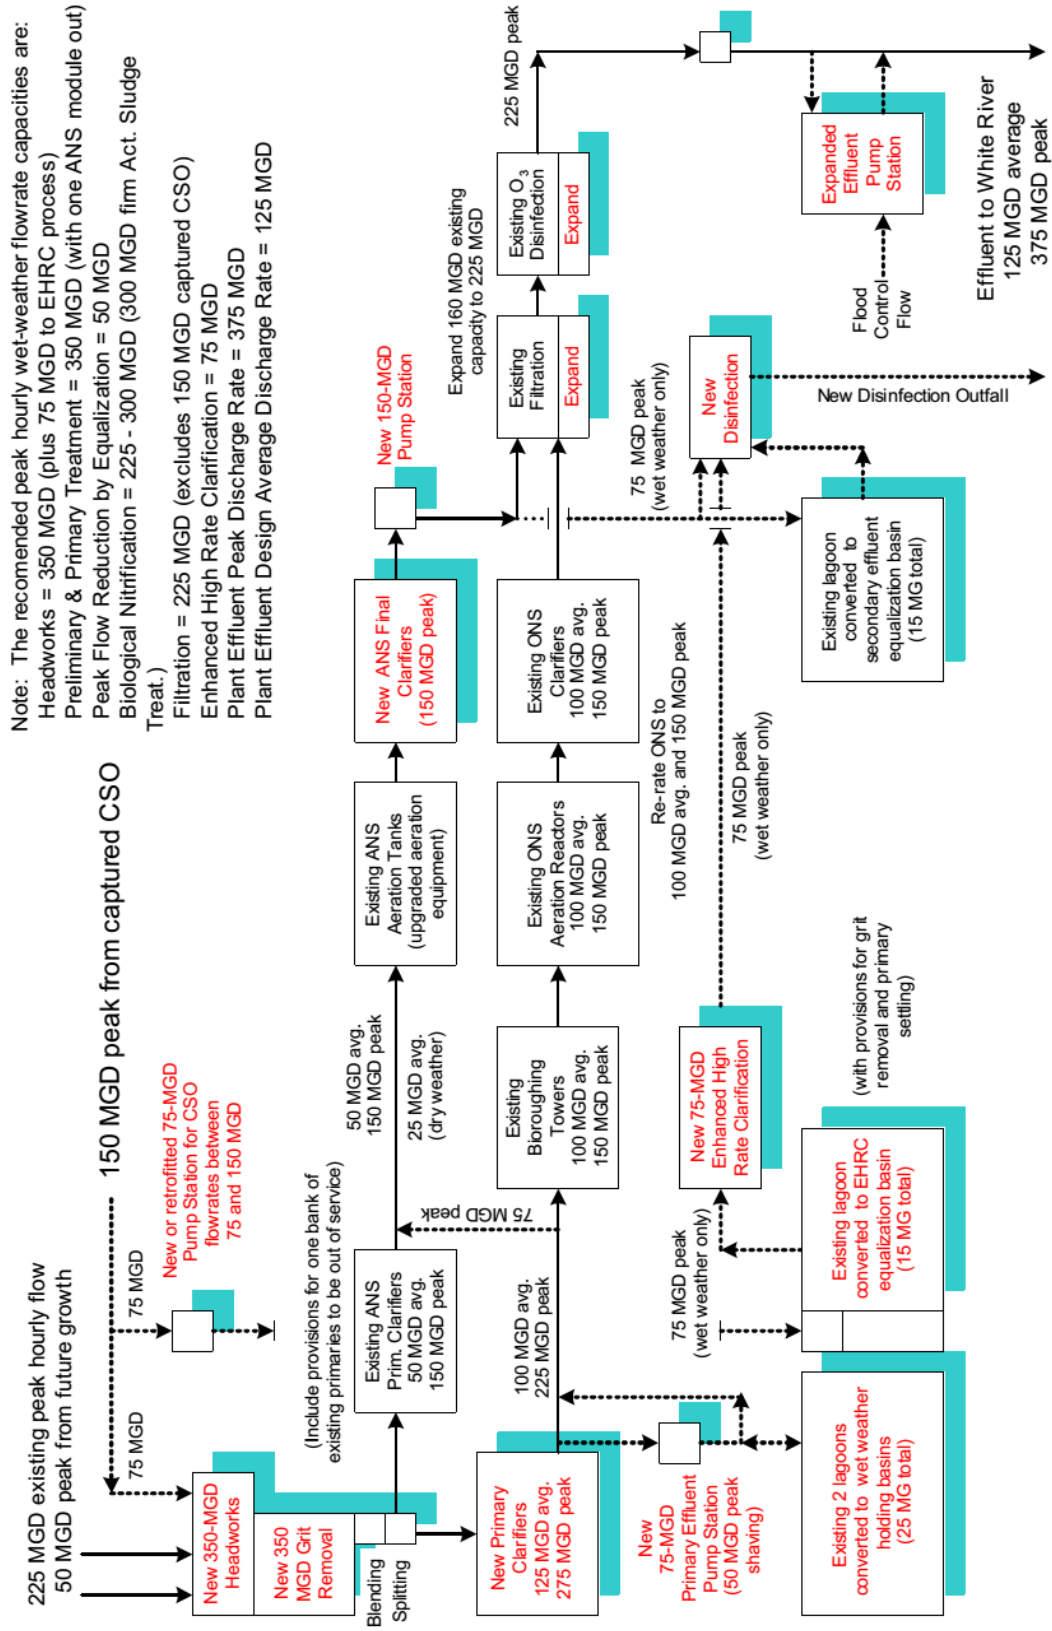 Note: The recomended peak hourly wet-weather flowrate capacities are:
Headworks = 350 MGD (plus 75 MGD to EHRC process)
Preliminary & Primary Treatment = 350 MGD (with one ANS module out)
Peak Flow Reduction by Equalization = 50 MGD
Biological Nitrification = 225 - 300 MGD (300 MGD firm Act. Sludge
Treat.)
Filtration = 225 MGD (excludes 150 MGD captured CSO)
Enhanced High Rate Clarification = 75 MGD
Plant Effluent Peak Discharge Rate = 375 MGD
Plant Effluent Design Average Discharge Rate = 125 MGD
225 MGD existing peak hourly flow
50 MGD peak from future growth
150 MGD peak from captured CSO
75 MGD
75 MGD
New or retrofitted 75-MGD
Pump Station for CSO
flowrates between
75 and 150 MGD
New 350-MGD
Headworks
New 350
MGD Grit
Removal
Blending
Splitting
(Include provisions for one bank of
existing primaries to be out of service)
Existing ANS
Prim. Clarifiers
50 MGD avg.
150 MGD peak
50 MGD avg.
150 MGD peak
25 MGD avg.
(dry weather)
Existing ANS
Aeration Tanks
(upgraded aeration
equipment)
New ANS Final
Clarifiers
(150 MGD peak)
New 150-MGD
Pump Station
75 MGD peak
New Primary
Clarifiers
125 MGD avg.
275 MGD peak
100 MGD avg.
225 MGD peak
Existing
Bioroughing
Towers
100 MGD avg.
150 MGD peak
Existing ONS
Aeration Reactors
100 MGD avg.
150 MGD peak
Existing ONS
Clarifiers
100 MGD avg.
150 MGD peak
Expand 160 MGD existing
capacity to 225 MGD
Existing
Filtration
Expand
Existing O3
Disinfection
Expand
225 MGD peak
Re-rate ONS to
100 MGD avg. and 150 MGD peak
New
75-MGD
Primary Effluent
Pump Station
(50 MGD peak
shaving)
75 MGD peak
(wet weather only)
New 75-MGD
Enhanced High
Rate Clarification
75 MGD peak
(wet weather only)
75 MGD peak
(wet weather only)
New
Disinfection
New Disinfection Outfall
Existing 2 lagoons
converted to wet weather
holding basins
(25 MG total)
Existing lagoon
converted to EHRC
equalization basin
(15 MG total)
(with provisions for grit
removal and primary
settling)
Existing lagoon
converted to
secondary effluent
equalization basin
(15 MG total)
Flood
Control
Flow
Expanded
Effluent
Pump
Station
Effluent to White River
125 MGD average
375 MGD peak